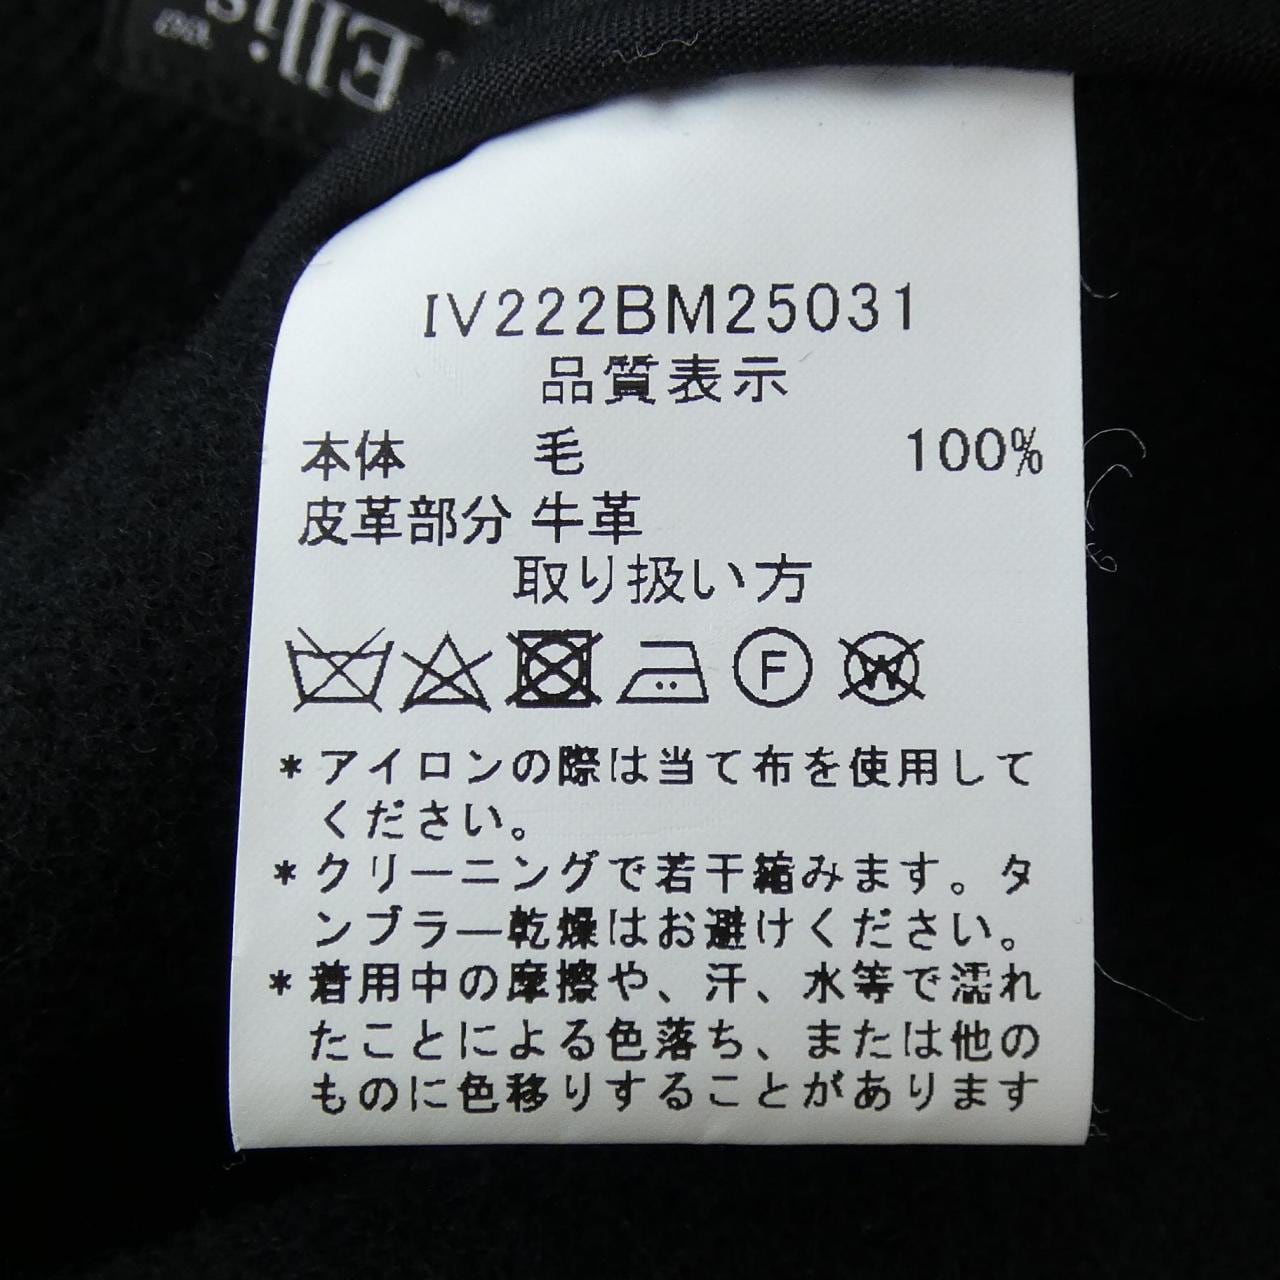 Ellis
IV222BM25031
品質表示
本体 毛 100%
皮革部分 牛革
取り扱い方
F W
*アイロンの際は当て布を使用して
ください。
*クリーニングで若干縮みます。タ
ンブラー乾燥はお避けください。
*着用中の摩擦や、汗、水等で濡れ
たことによる色落ち、または他の
ものに色移りすることがあります